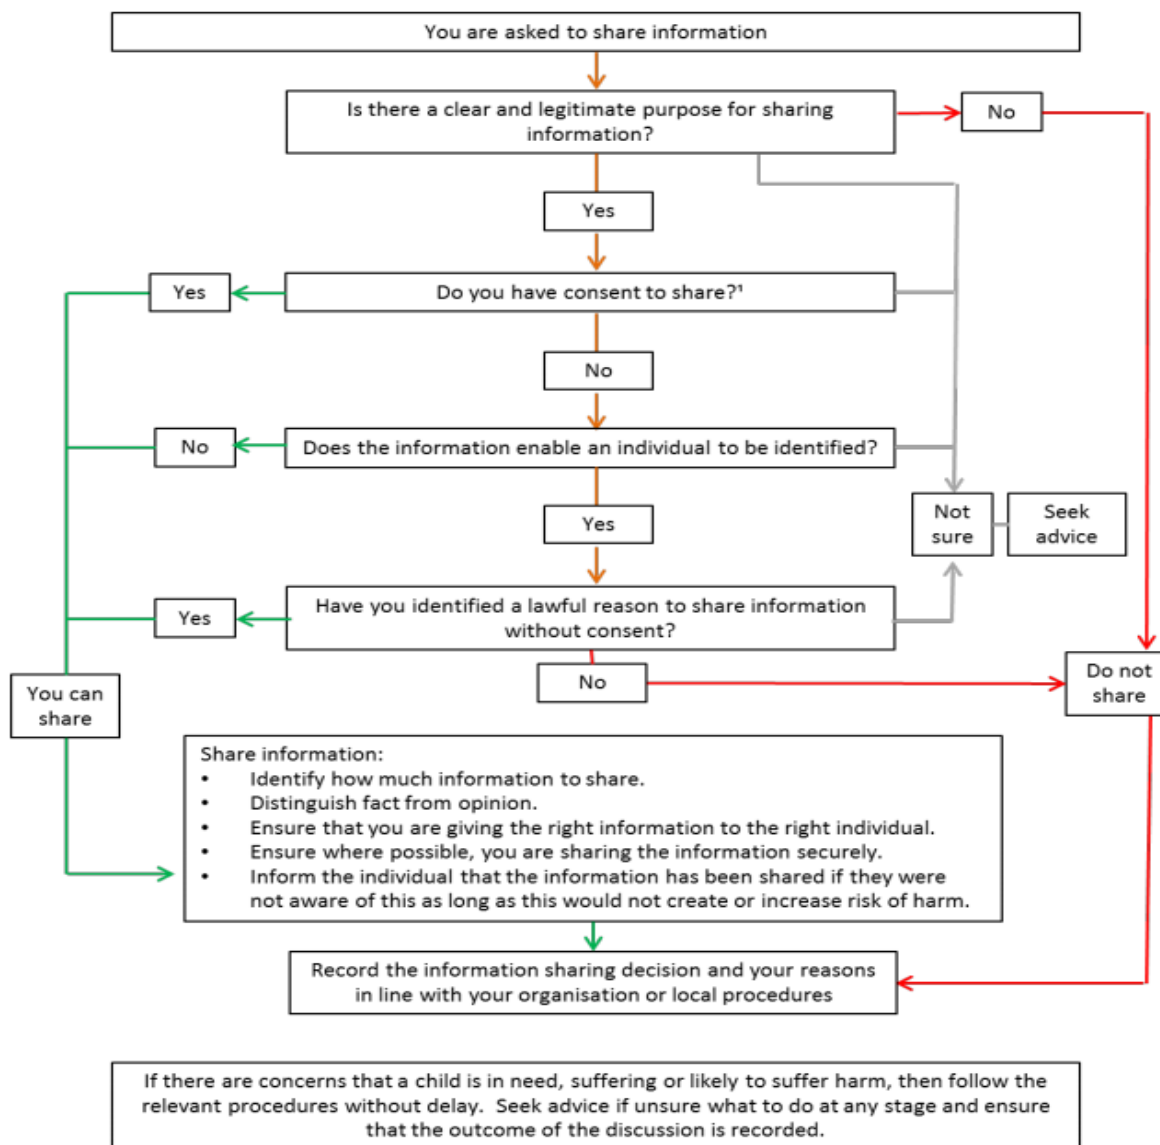 You are asked to share information
Is there a clear and legitimate purpose for sharing
information?
No
Yes
Yes
Do you have consent to share?¹
No
No
Does the information enable an individual to be identified?
Yes
Not
sure
Seek
advice
Yes
Have you identified a lawful reason to share information
without consent?
No
You can
share
Do not
share
Share information:
• Identify how much information to share.
• Distinguish fact from opinion.
• Ensure that you are giving the right information to the right individual.
• Ensure where possible, you are sharing the information securely.
• Inform the individual that the information has been shared if they were
not aware of this as long as this would not create or increase risk of harm.
Record the information sharing decision and your reasons
in line with your organisation or local procedures
If there are concerns that a child is in need, suffering or likely to suffer harm, then follow the
relevant procedures without delay. Seek advice if unsure what to do at any stage and ensure
that the outcome of the discussion is recorded.